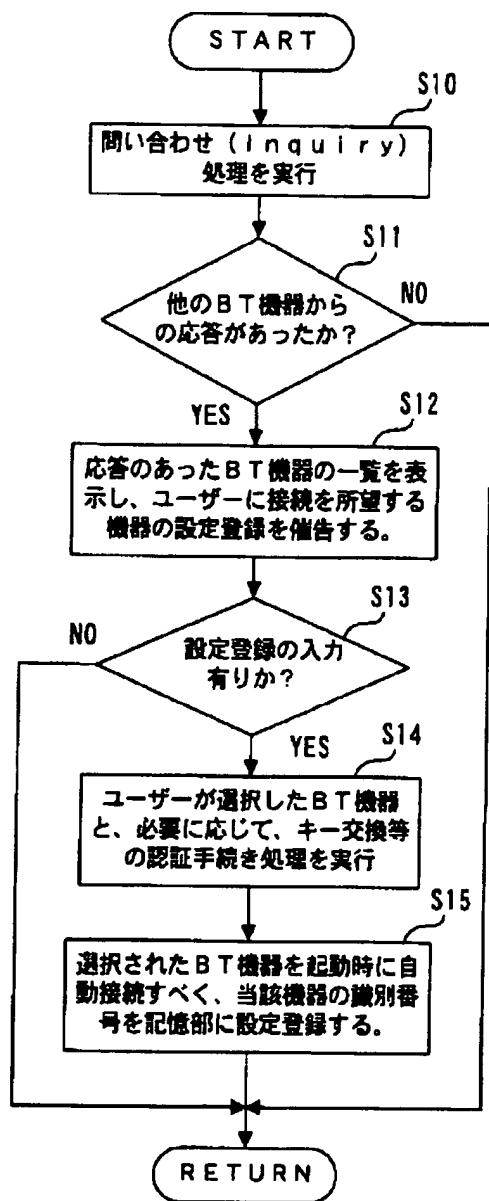 START
S10
問い合わせ (Inquiry)
処理を実行
S11
他のBT機器から
の応答があったか？
NO
YES
S12
応答のあったBT機器の一覧を表
示し、ユーザーに接続を所望する
機器の設定登録を催告する。
S13
設定登録の入力
有りか？
NO
YES
S14
ユーザーが選択したBT機器
と、必要に応じて、キー交換等
の認証手続き処理を実行
S15
選択されたBT機器を起動時に自
動接続すべく、当該機器の識別番
号を記憶部に設定登録する。
RETURN